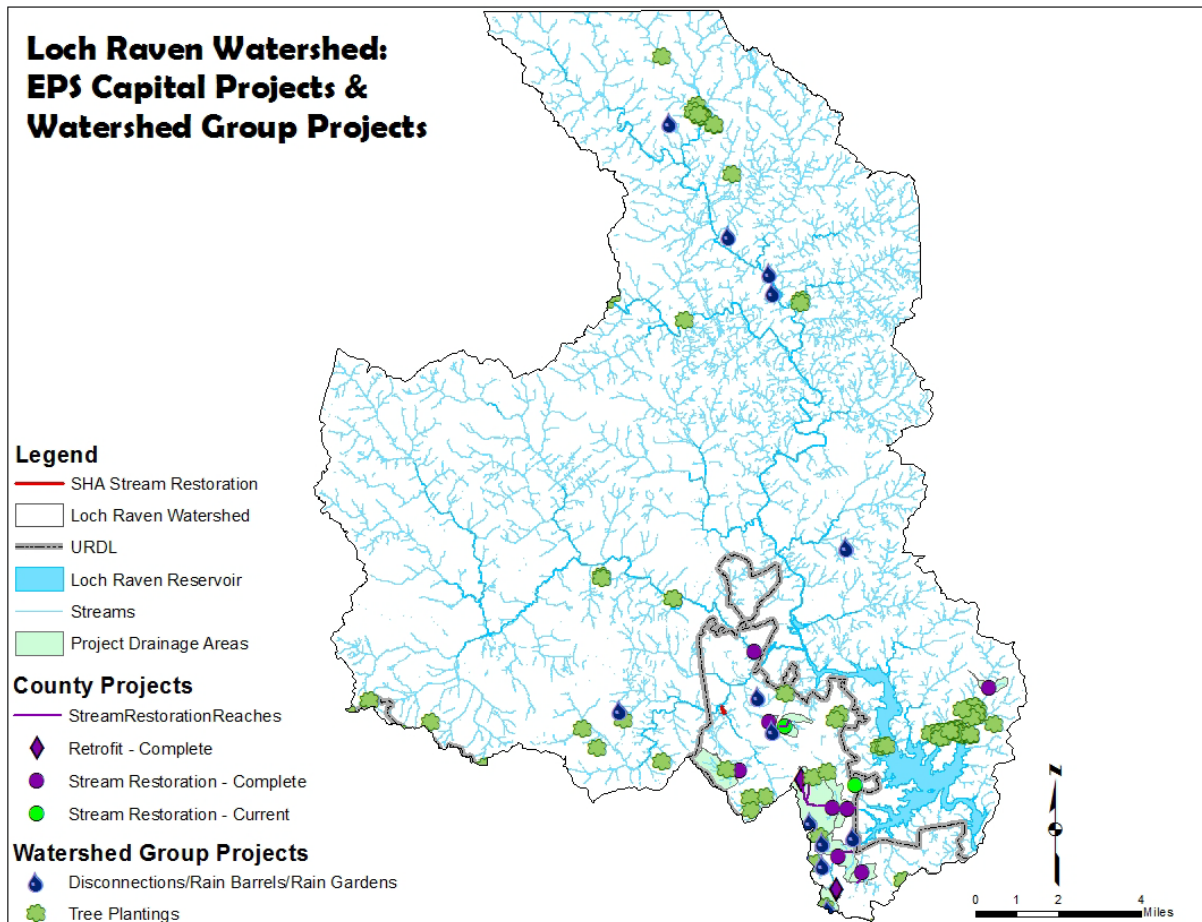 Loch Raven Watershed:
EPS Capital Projects &
Watershed Group Projects
Legend
SHA Stream Restoration
Loch Raven Watershed
URDL
Loch Raven Reservoir
Streams
Project Drainage Areas
County Projects
StreamRestorationReaches
Retrofit - Complete
Stream Restoration - Complete
Stream Restoration - Current
Watershed Group Projects
Disconnections/Rain Barrels/Rain Gardens
Tree Plantings
N
0 1 2 4
Miles